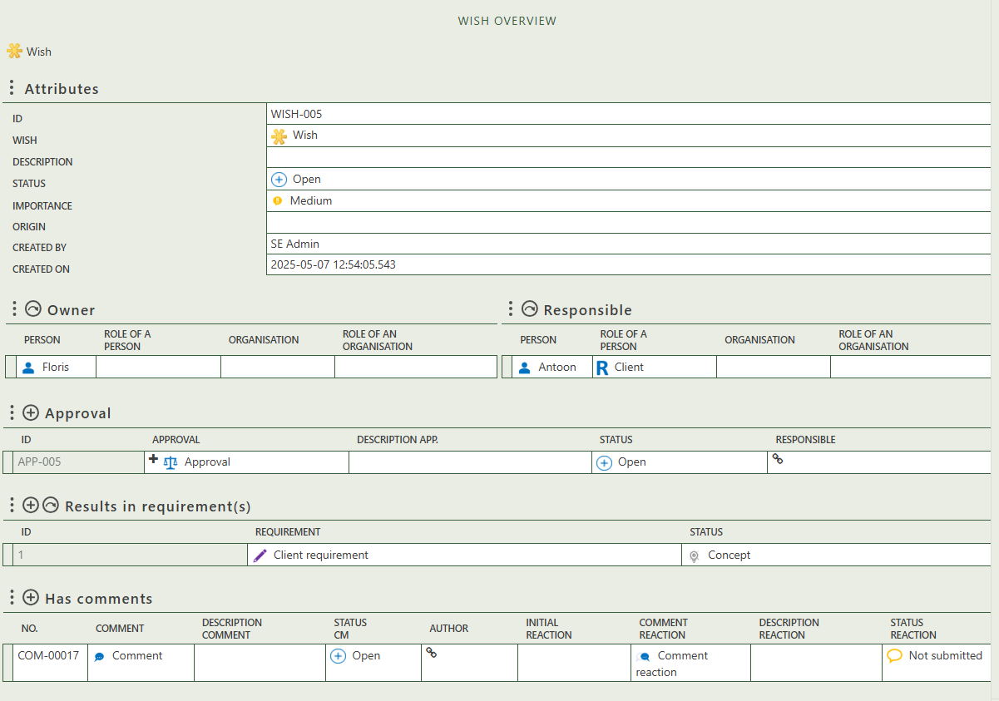 WISH OVERVIEW
Wish
Attributes
ID WISH-005
WISH Wish
DESCRIPTION
STATUS Open
IMPORTANCE Medium
ORIGIN
CREATED BY SE Admin
CREATED ON 2025-05-07 12:54:05.543
Owner
PERSON ROLE OF A PERSON ORGANISATION ROLE OF AN ORGANISATION
Floris
Responsible
PERSON ROLE OF A PERSON ORGANISATION ROLE OF AN ORGANISATION
Antoon R Client
Approval
ID APPROVAL DESCRIPTION APP. STATUS RESPONSIBLE
APP-005 Approval Open
Results in requirement(s)
ID REQUIREMENT STATUS
1 Client requirement Concept
Has comments
NO. COMMENT DESCRIPTION COMMENT STATUS CM AUTHOR INITIAL REACTION COMMENT REACTION DESCRIPTION REACTION STATUS REACTION
COM-00017 Comment Open Comment reaction Not submitted